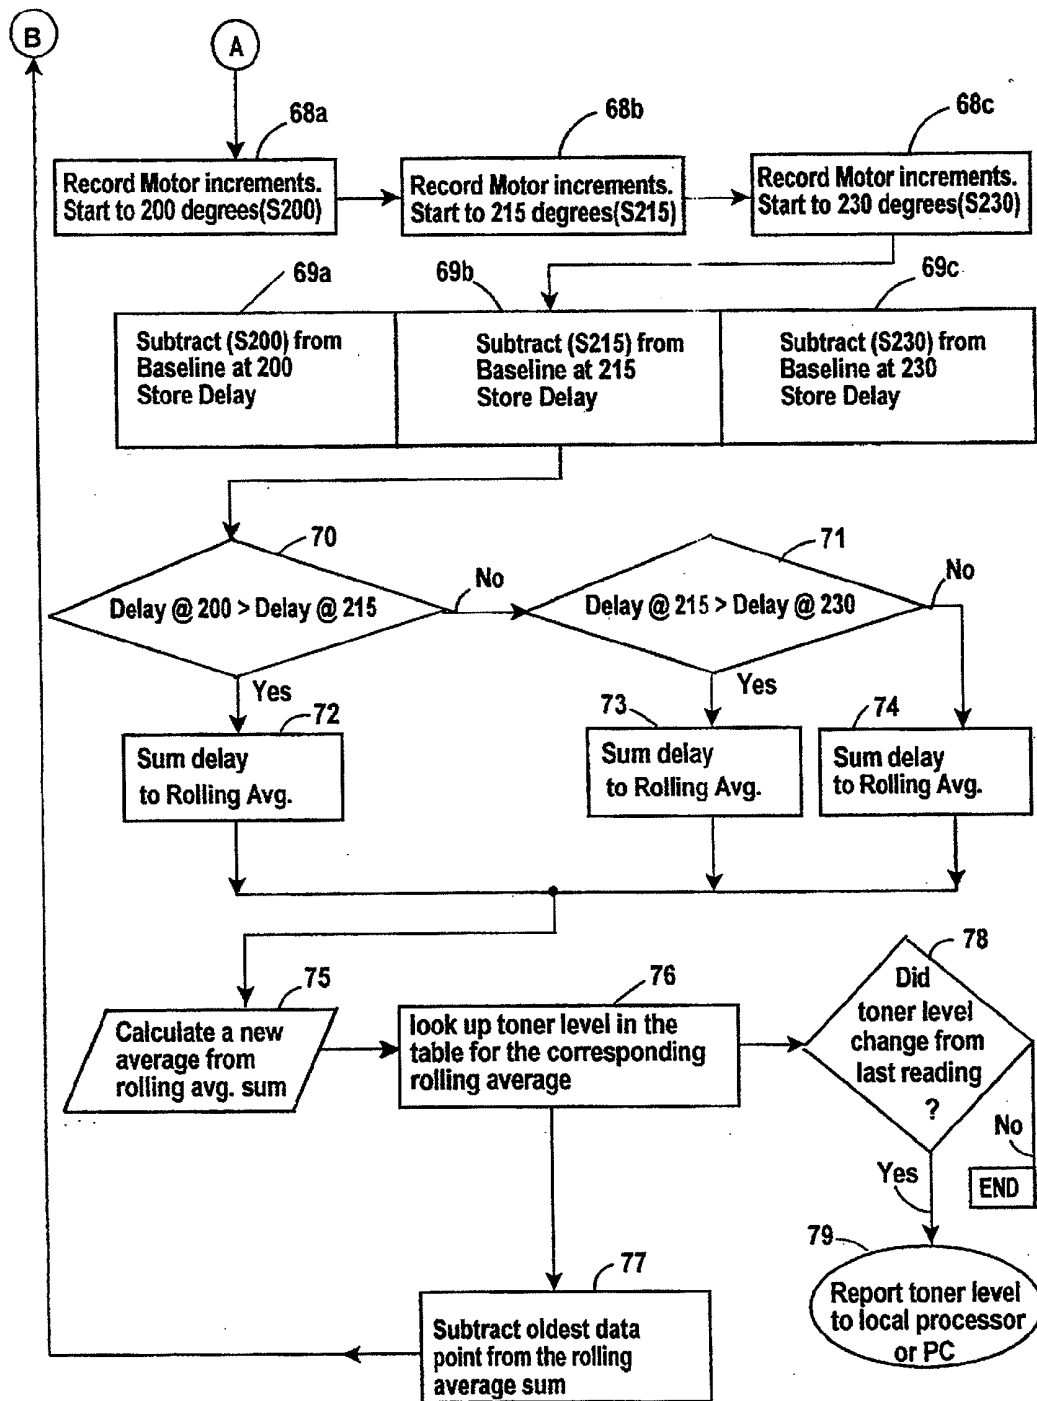 B
A
68a
68b
68c
Record Motor increments.
Start to 200 degrees(S200)
Record Motor increments.
Start to 215 degrees(S215)
Record Motor increments.
Start to 230 degrees(S230)
69a
69b
69c
Subtract (S200) from
Baseline at 200
Store Delay
Subtract (S215) from
Baseline at 215
Store Delay
Subtract (S230) from
Baseline at 230
Store Delay
70
71
Delay @ 200 > Delay @ 215
No
Delay @ 215 > Delay @ 230
No
Yes
Yes
72
73
74
Sum delay
to Rolling Avg.
Sum delay
to Rolling Avg.
Sum delay
to Rolling Avg.
75
76
78
Calculate a new
average from
rolling avg. sum
look up toner level in the
table for the corresponding
rolling average
Did
toner level
change from
last reading
?
No
Yes
END
77
79
Subtract oldest data
point from the rolling
average sum
Report toner level
to local processor
or PC